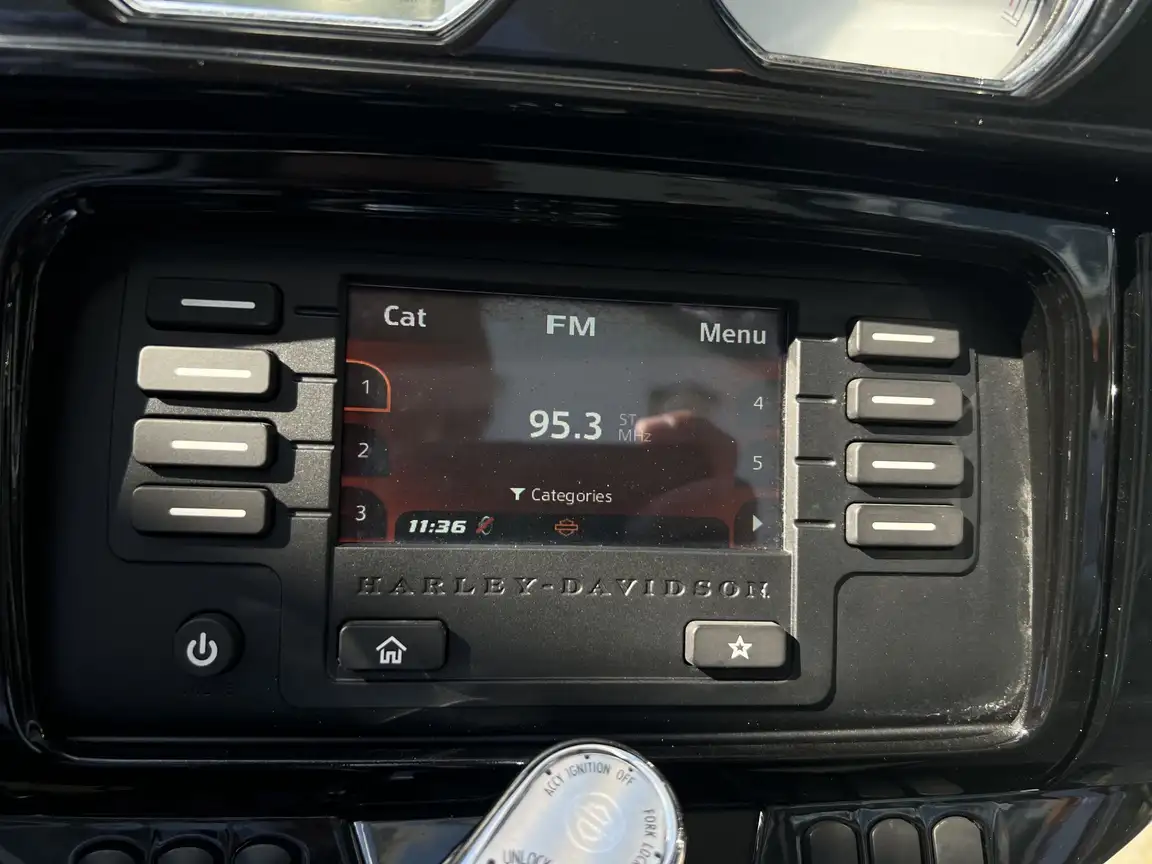 Cat FM Menu
1
4
95.3 ST MHz
2
5
Categories
3
11:36
HARLEY-DAVIDSON
ACCY IGNITION OFF
FORK LOCK
UNLOCK